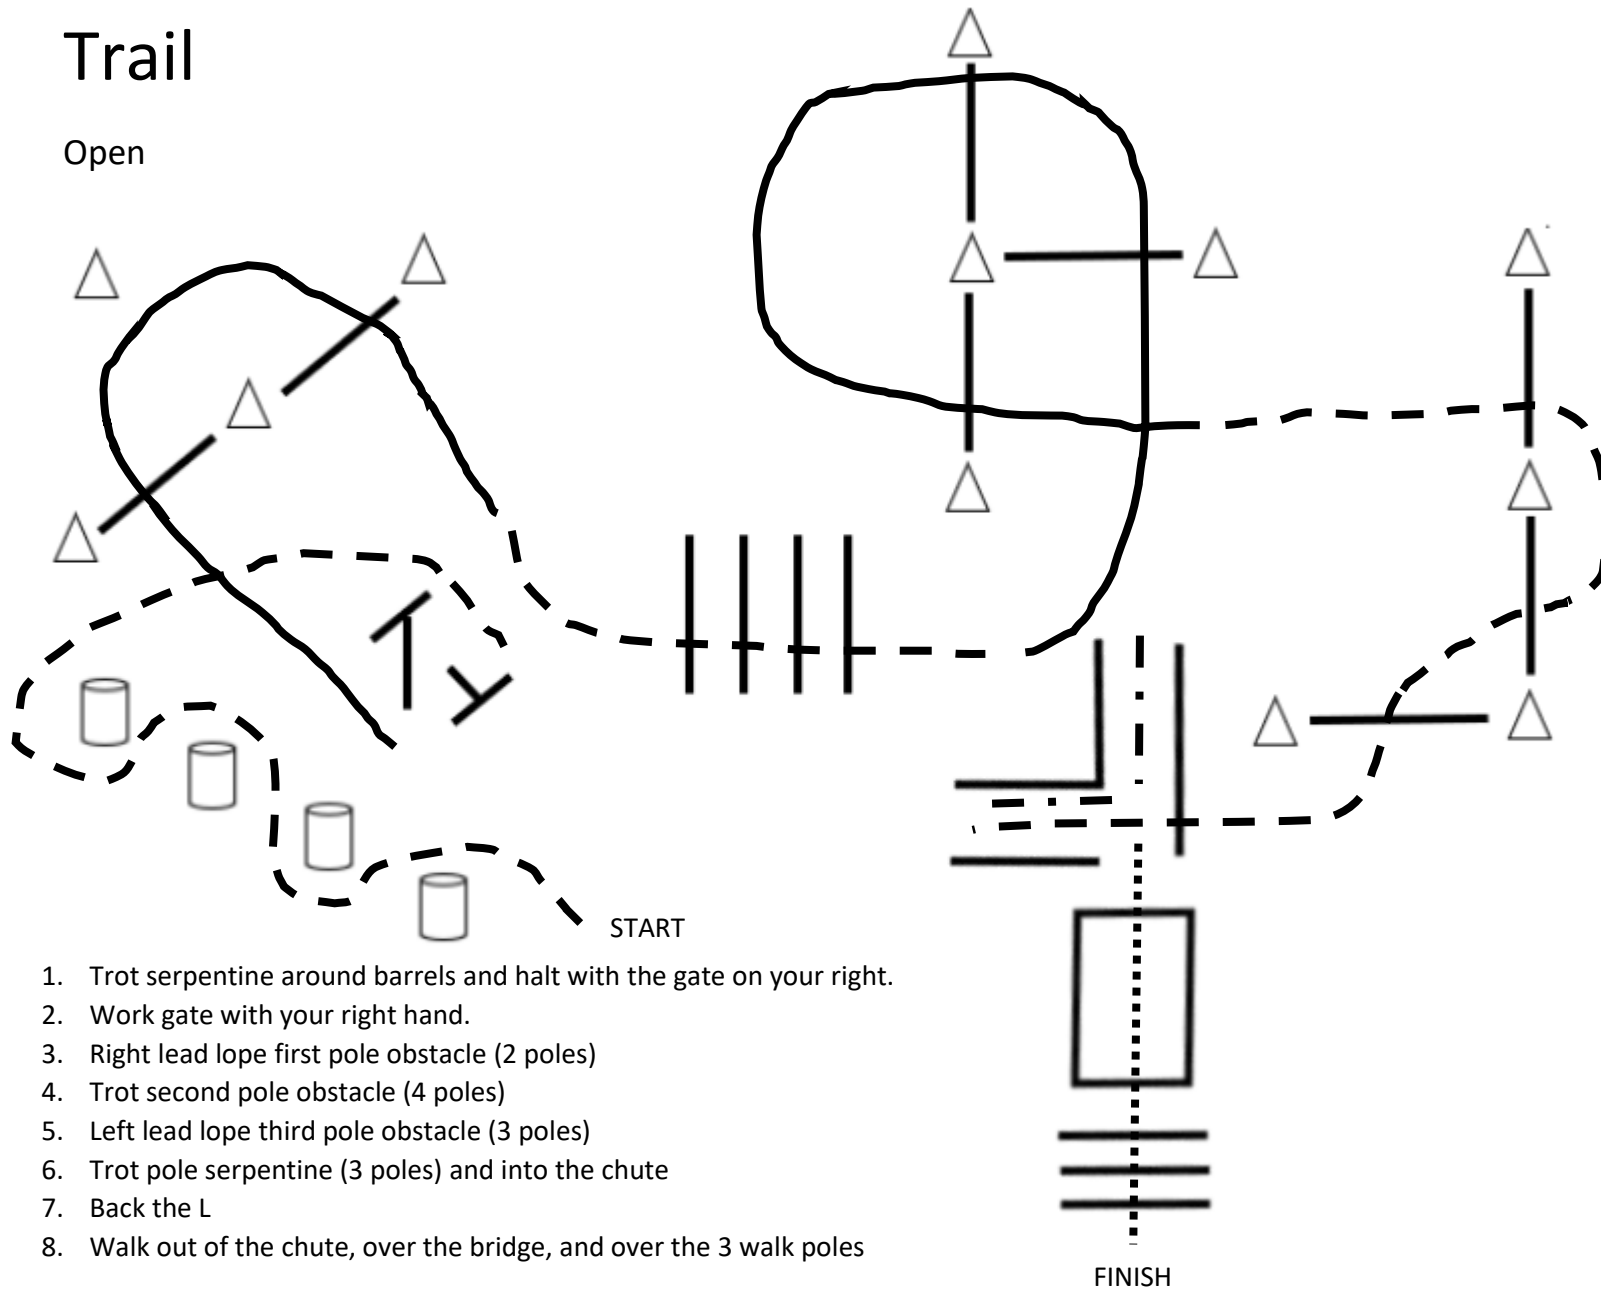 Trail
Open
START
1. Trot serpentine around barrels and halt with the gate on your right.
2. Work gate with your right hand.
3. Right lead lope first pole obstacle (2 poles)
4. Trot second pole obstacle (4 poles)
5. Left lead lope third pole obstacle (3 poles)
6. Trot pole serpentine (3 poles) and into the chute
7. Back the L
8. Walk out of the chute, over the bridge, and over the 3 walk poles
FINISH